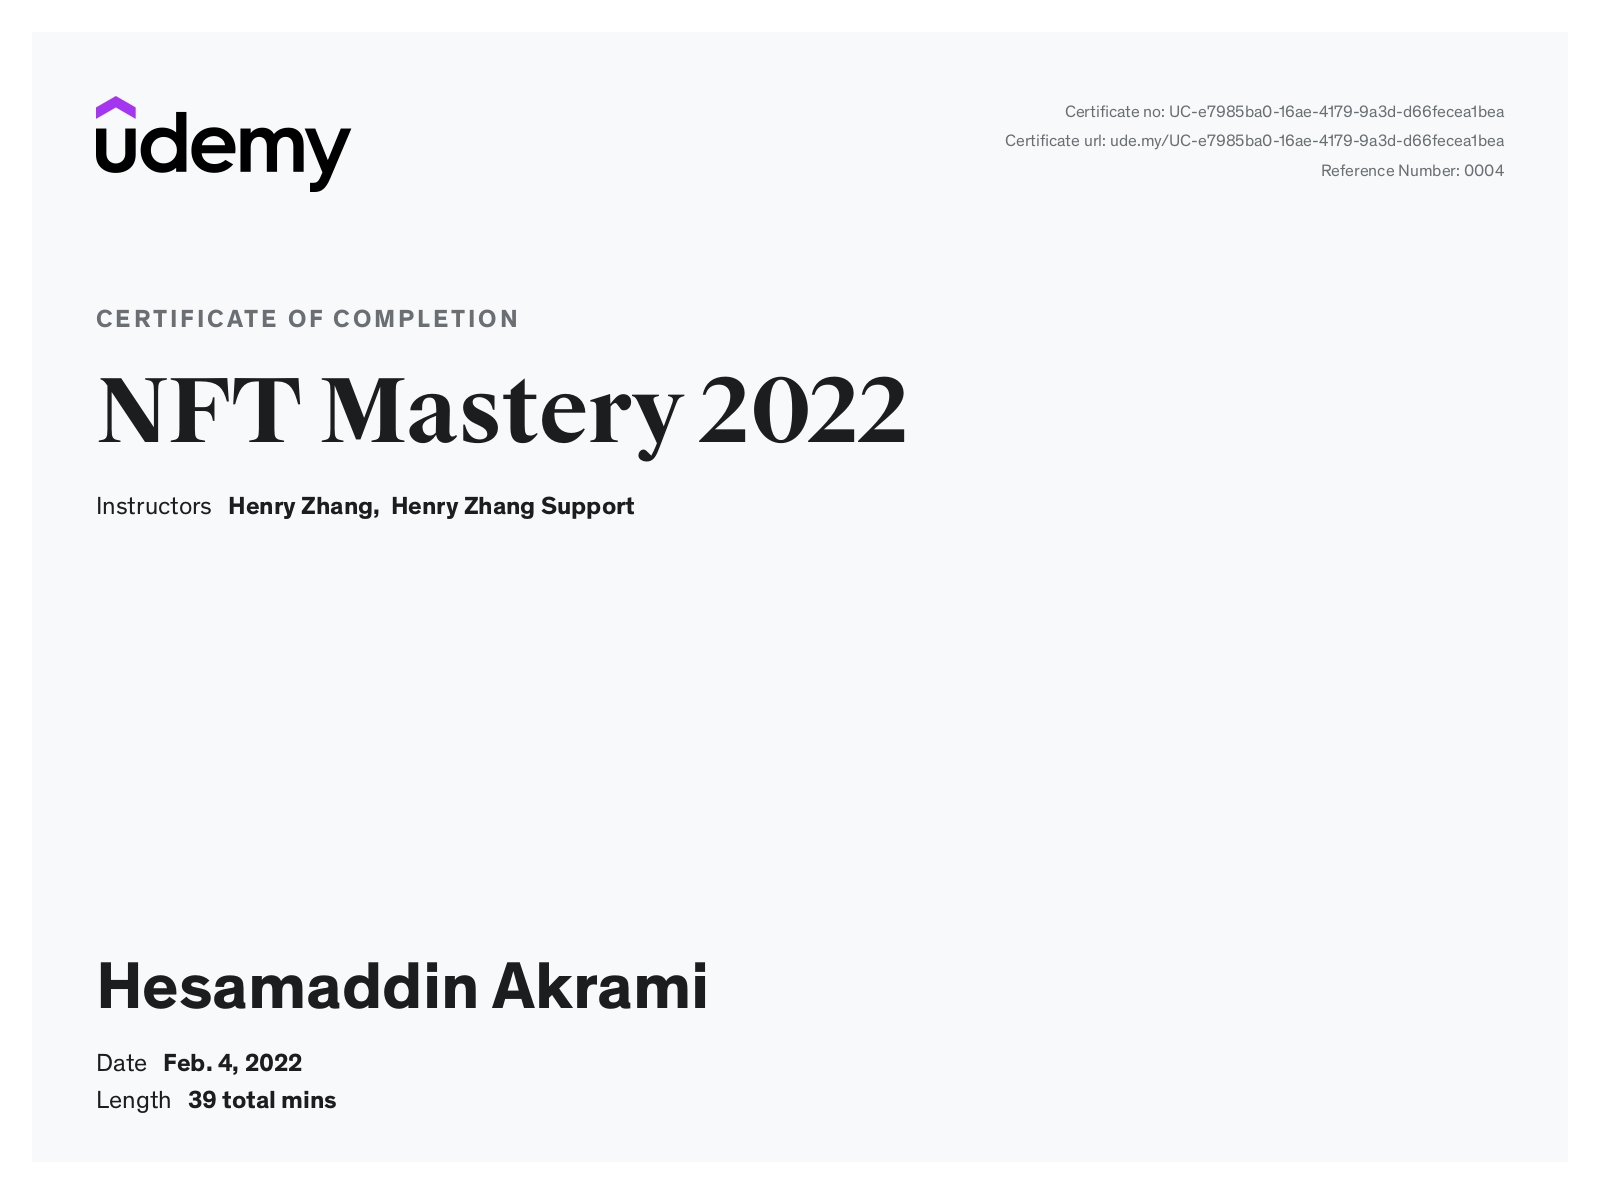 udemy
Certificate no: UC-e7985ba0-16ae-4179-9a3d-d66fecea1bea
Certificate url: ude.my/UC-e7985ba0-16ae-4179-9a3d-d66fecea1bea
Reference Number: 0004
CERTIFICATE OF COMPLETION
NFT Mastery 2022
Instructors Henry Zhang, Henry Zhang Support
Hesamaddin Akrami
Date Feb. 4, 2022
Length 39 total mins